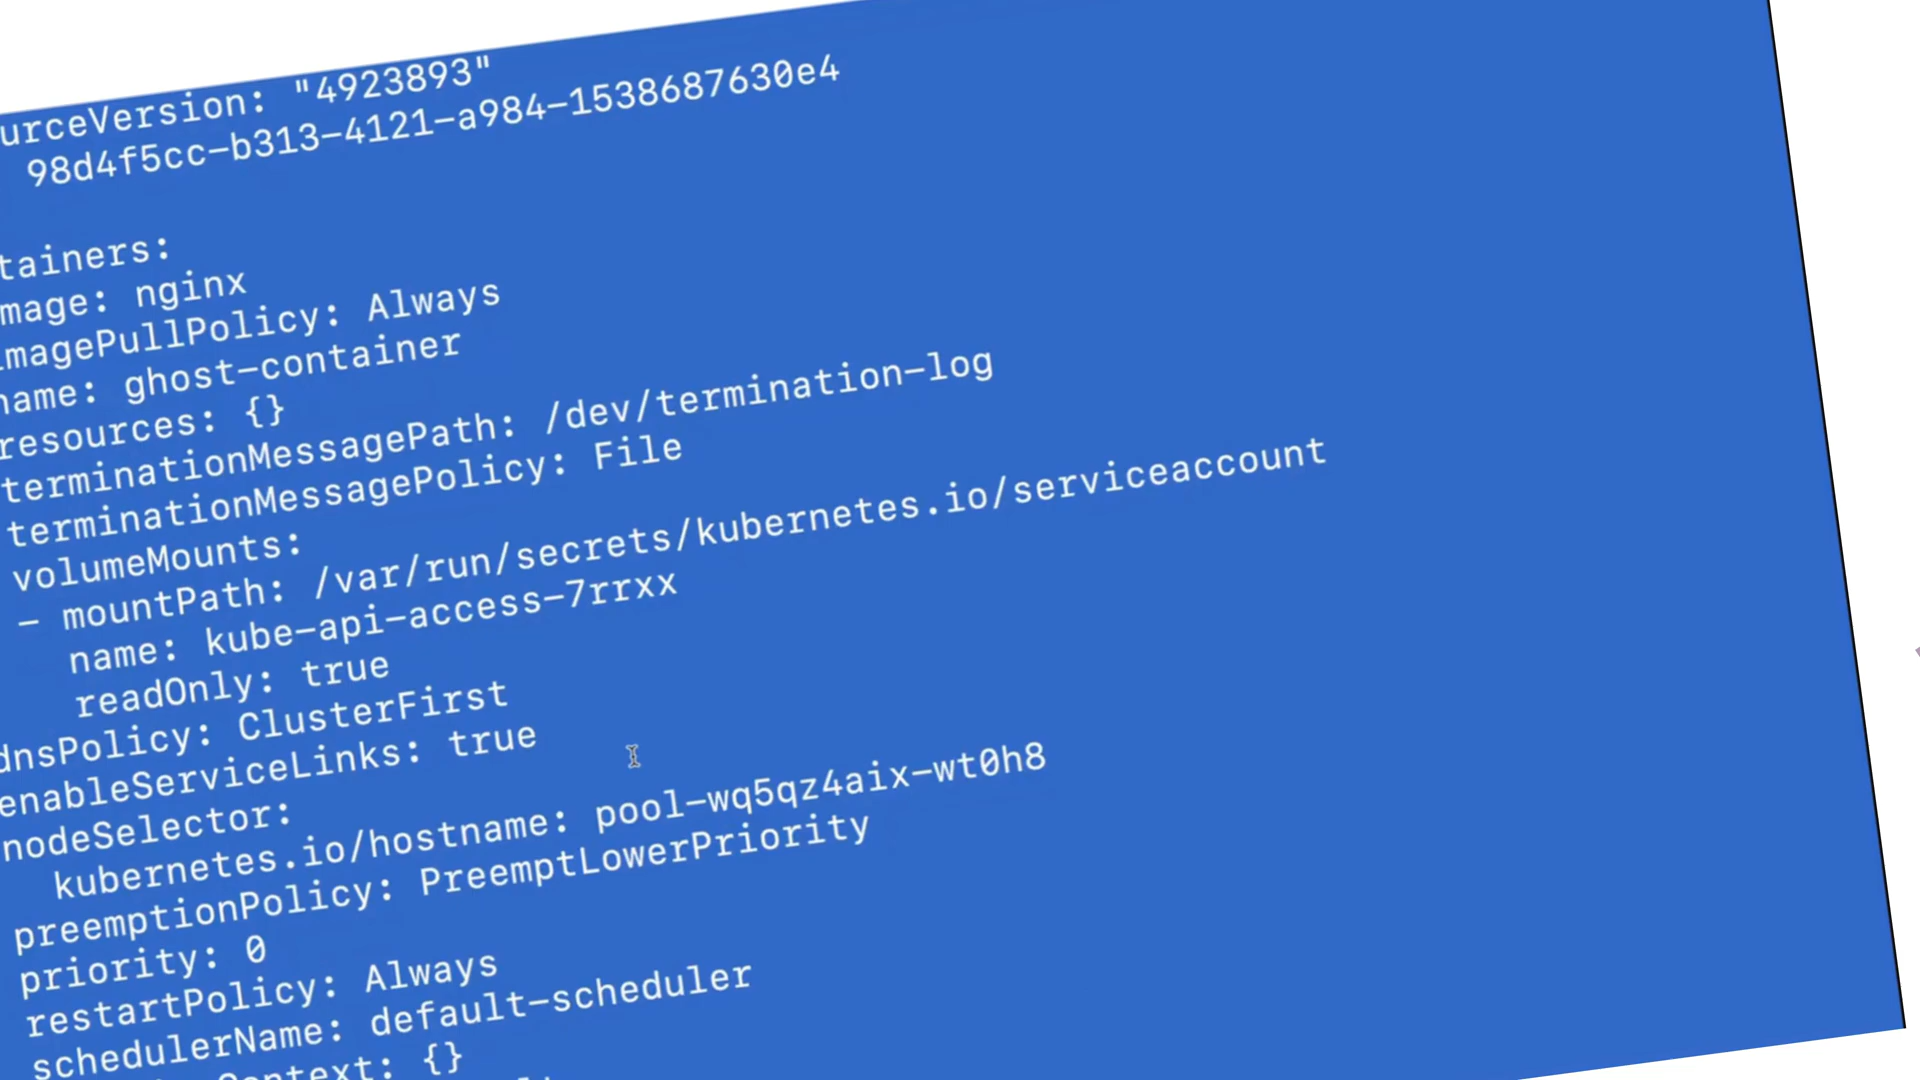 urceVersion: "4923893"
98d4f5cc-b313-4121-a984-1538687630e4
tainers:
mage: nginx
magePullPolicy: Always
name: ghost-container
resources: {}
terminationMessagePath: /dev/termination-log
terminationMessagePolicy: File
volumeMounts:
- mountPath: /var/run/secrets/kubernetes.io/serviceaccount
name: kube-api-access-7rrxx
readOnly: true
dnsPolicy: ClusterFirst
enableServiceLinks: true
nodeSelector:
kubernetes.io/hostname: pool-wq5qz4aix-wt0h8
preemptionPolicy: PreemptLowerPriority
priority: 0
restartPolicy: Always
schedulerName: default-scheduler
Context: {}